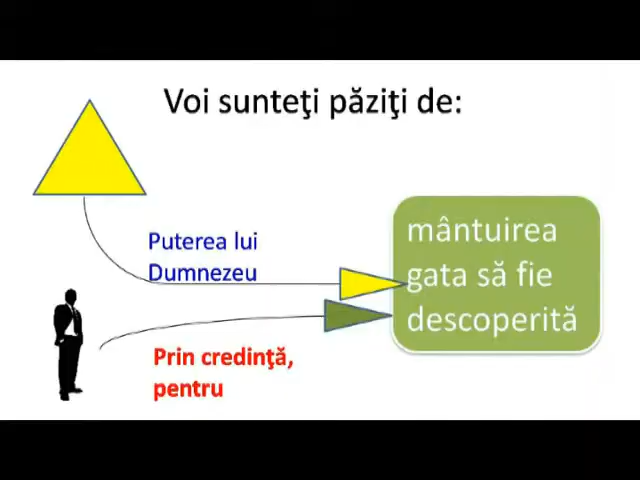 Voi sunteţi păziţi de:
Puterea lui
Dumnezeu
mântuirea
gata să fie
descoperită
Prin credinţă,
pentru